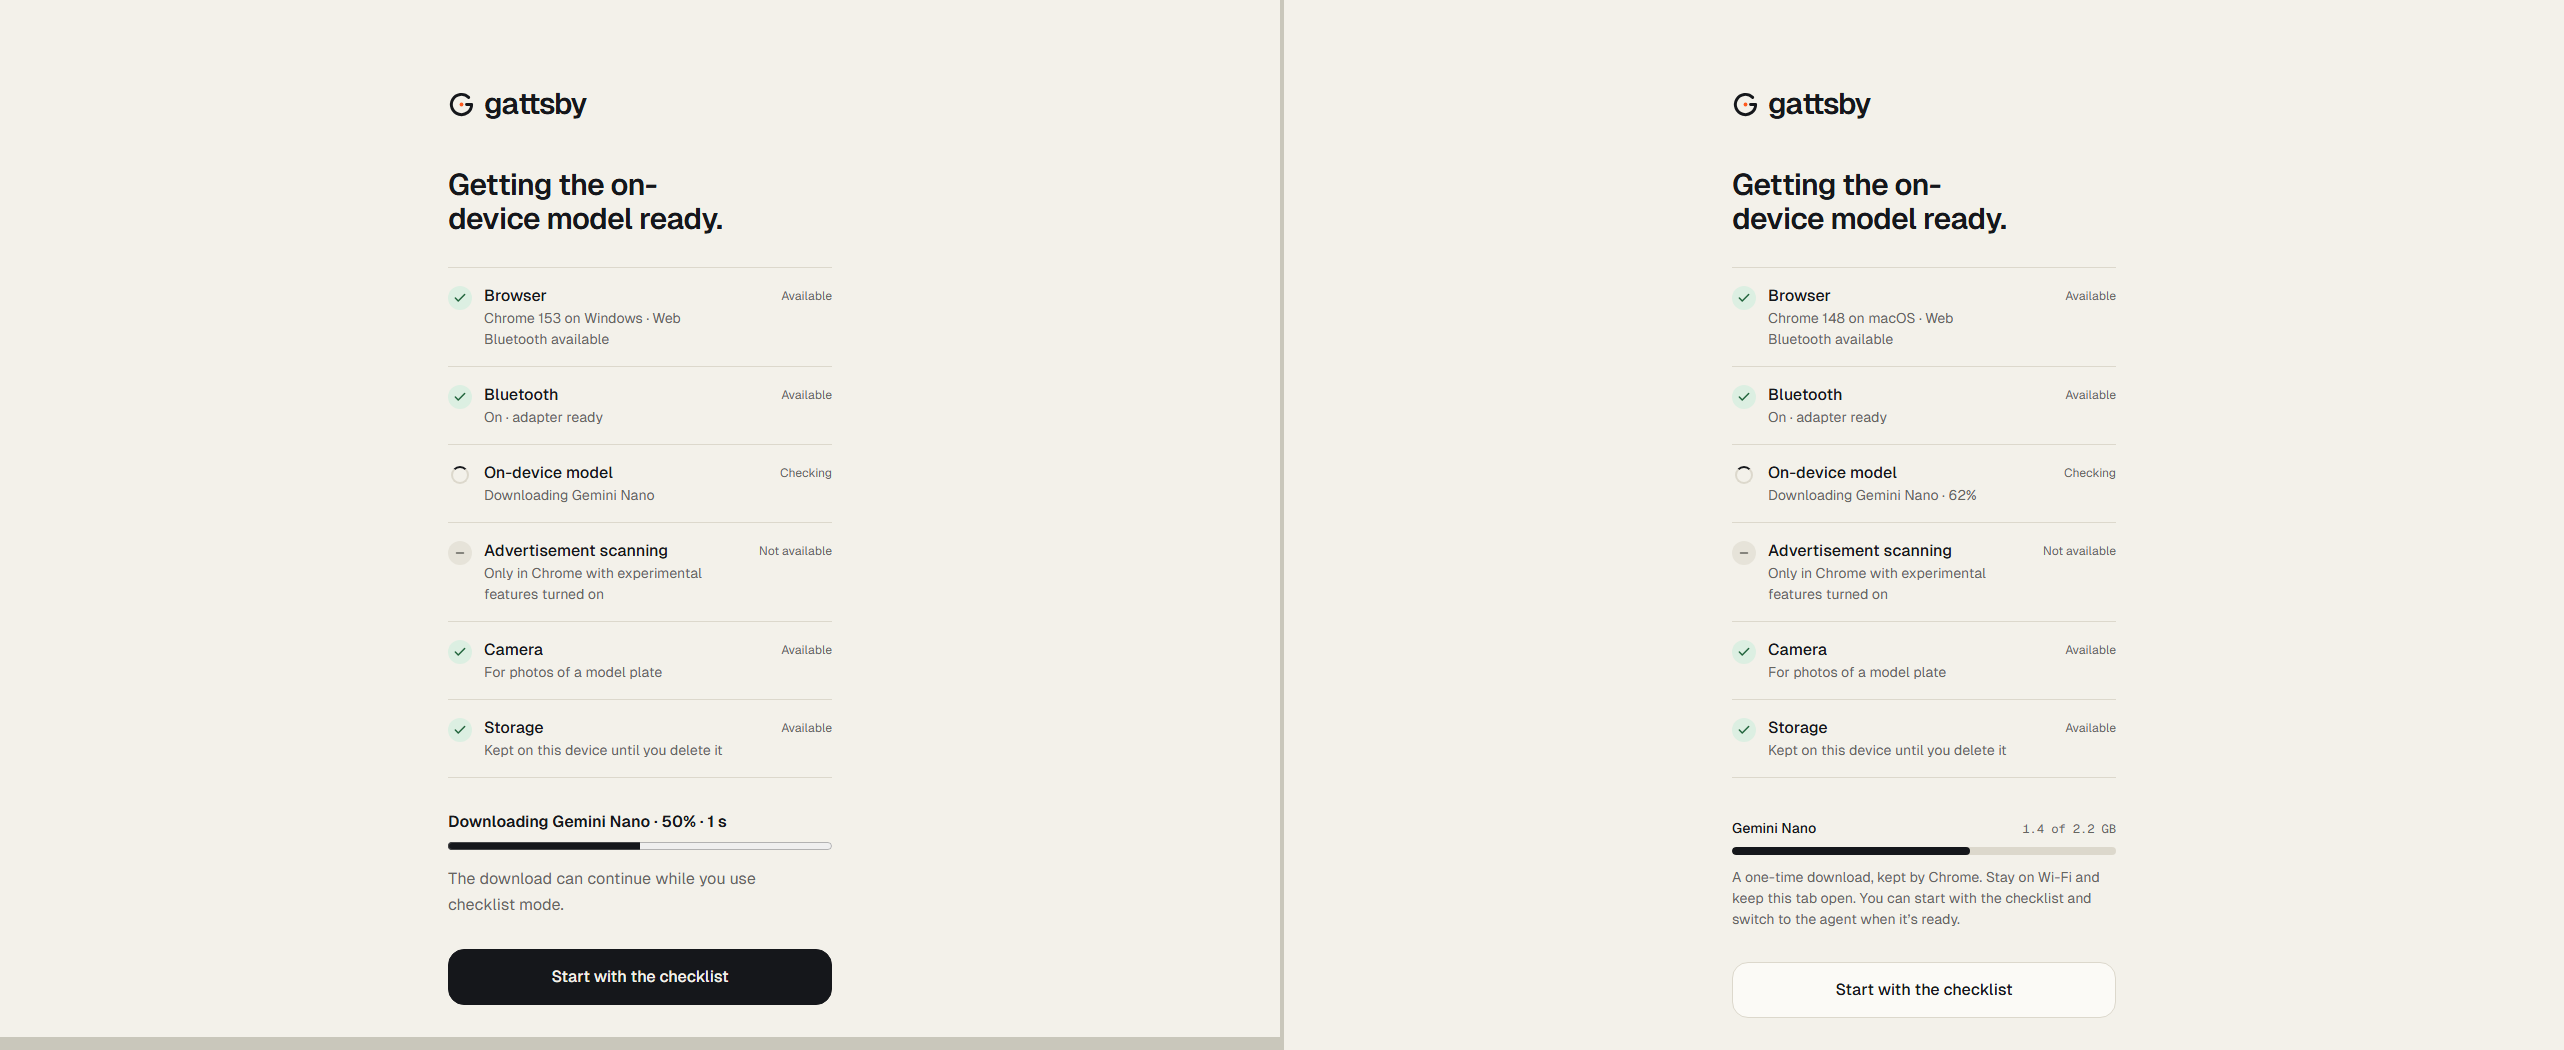 gattsby
Getting the on-
device model ready.
Browser
Available
Chrome 153 on Windows · Web
Bluetooth available
Bluetooth
Available
On · adapter ready
On-device model
Checking
Downloading Gemini Nano
Advertisement scanning
Not available
Only in Chrome with experimental
features turned on
Camera
Available
For photos of a model plate
Storage
Available
Kept on this device until you delete it
Downloading Gemini Nano · 50% · 1 s
The download can continue while you use
checklist mode.
Start with the checklist
gattsby
Getting the on-
device model ready.
Browser
Available
Chrome 148 on macOS · Web
Bluetooth available
Bluetooth
Available
On · adapter ready
On-device model
Checking
Downloading Gemini Nano · 62%
Advertisement scanning
Not available
Only in Chrome with experimental
features turned on
Camera
Available
For photos of a model plate
Storage
Available
Kept on this device until you delete it
Gemini Nano
1.4 of 2.2 GB
A one-time download, kept by Chrome. Stay on Wi-Fi and
keep this tab open. You can start with the checklist and
switch to the agent when it's ready.
Start with the checklist